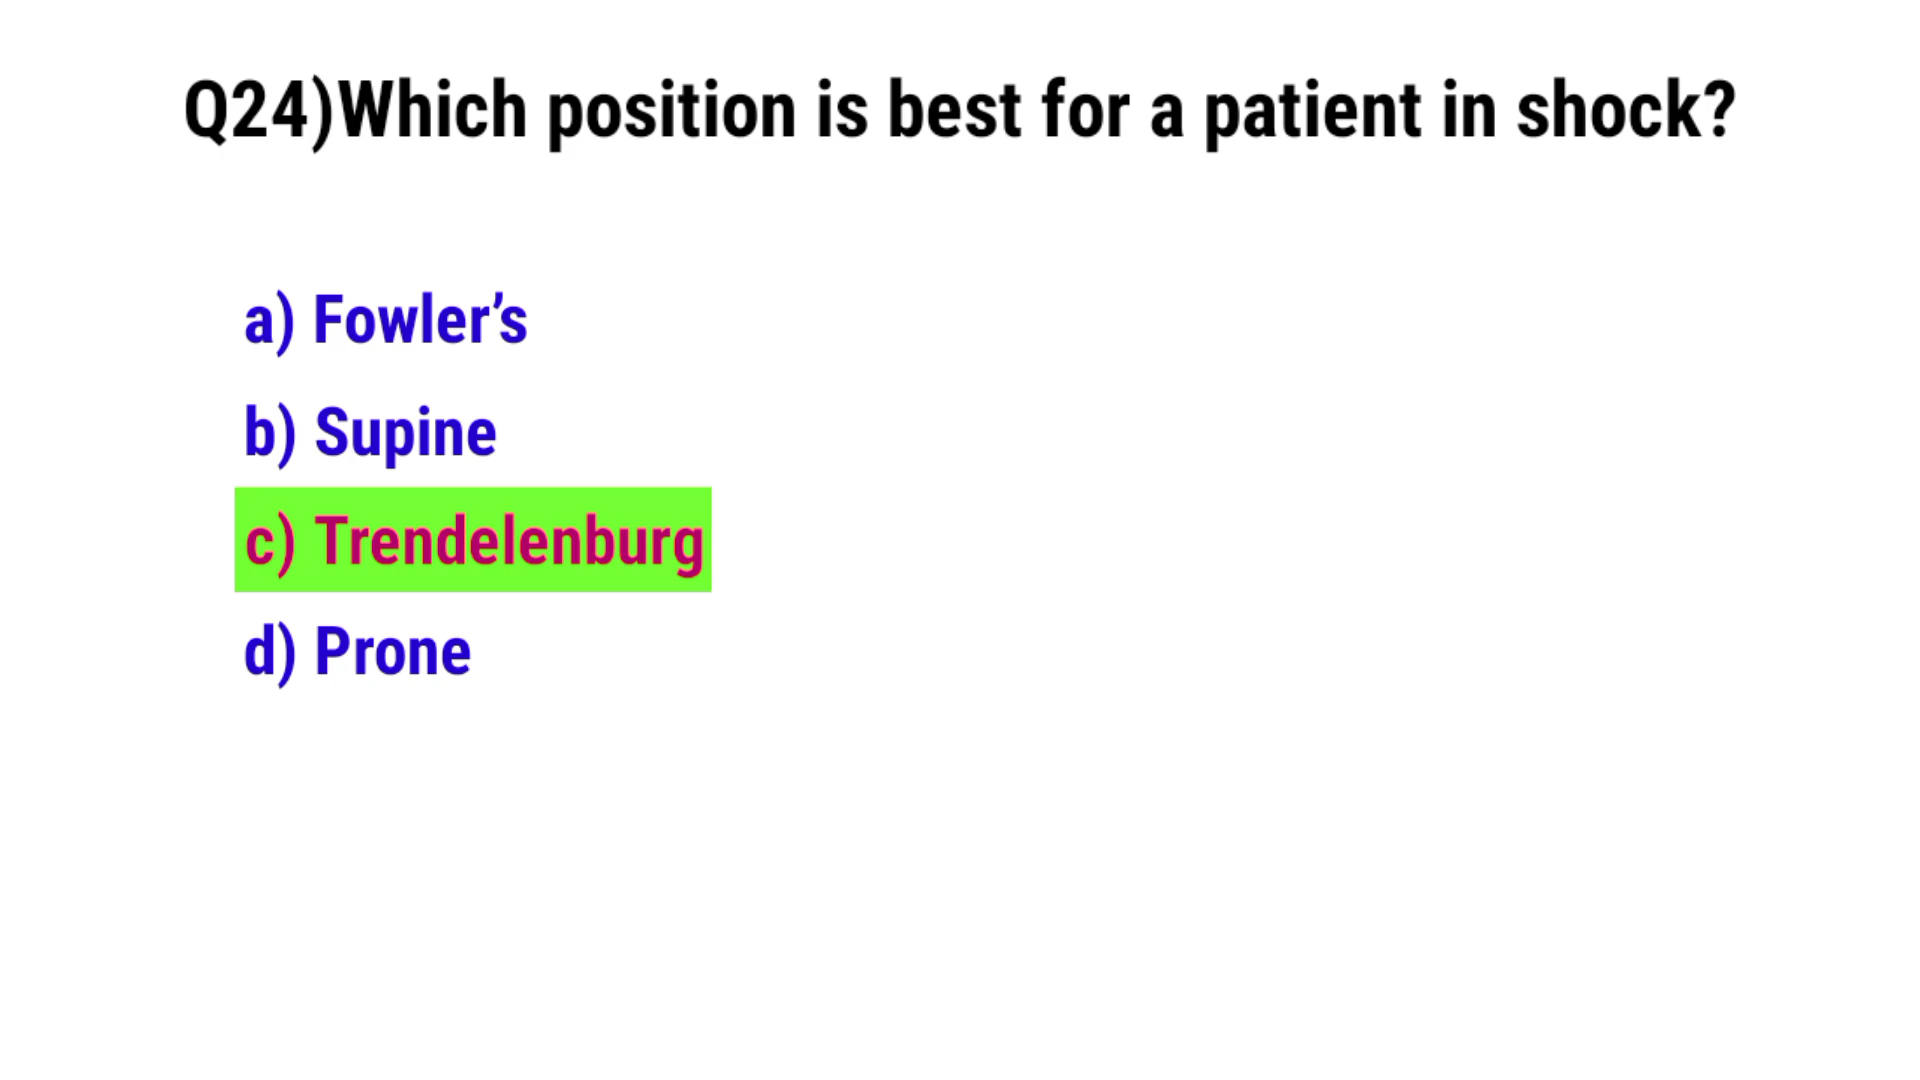 Q24)Which position is best for a patient in shock?
a) Fowler’s
b) Supine
c) Trendelenburg
d) Prone